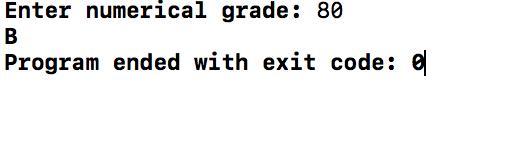 Enter numerical grade: 80
B
Program ended with exit code: 0